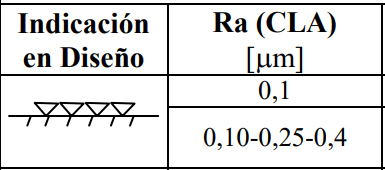 Indicación
en Diseño
Ra (CLA)
[μm]
0,1
0,10-0,25-0,4